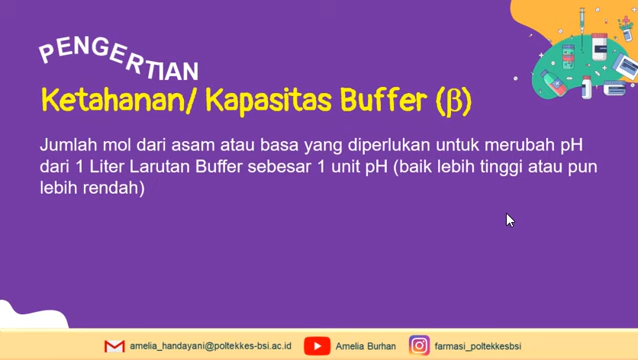 PENGERTIAN
Ketahanan/ Kapasitas Buffer (β)
Jumlah mol dari asam atau basa yang diperlukan untuk merubah pH
dari 1 Liter Larutan Buffer sebesar 1 unit pH (baik lebih tinggi atau pun
lebih rendah)
amelia_handayani@poltekkes-bsi.ac.id Amelia Burhan farmasi_poltekkesbsi